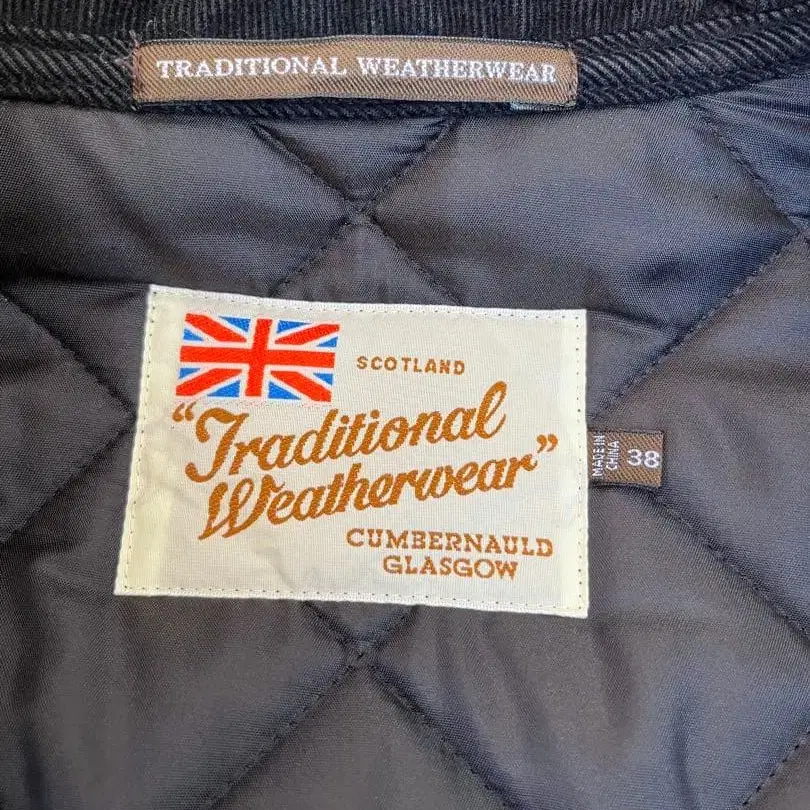 TRADITIONAL WEATHERWEAR
SCOTLAND
“Traditional
Weatherwear”
CUMBERNAULD
GLASGOW
MADE IN
CHINA
38